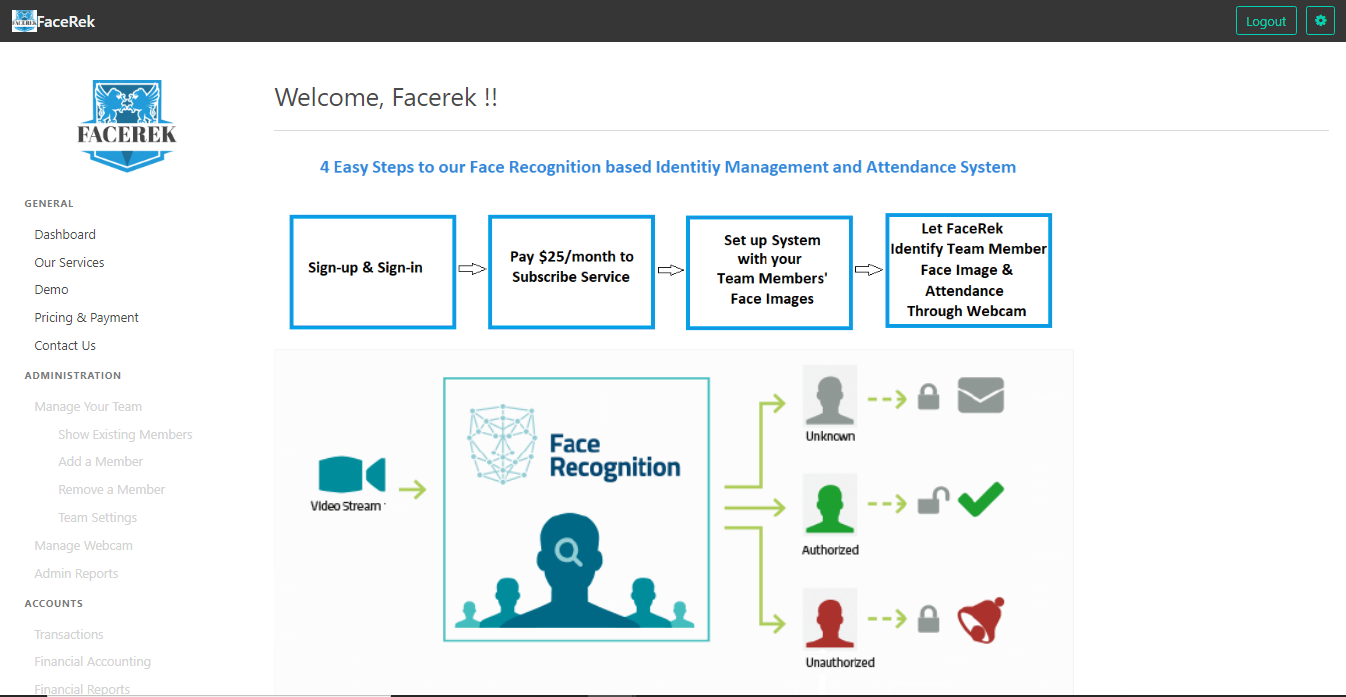 FaceRek
Logout
FACEREK
GENERAL
Dashboard
Our Services
Demo
Pricing & Payment
Contact Us
ADMINISTRATION
Manage Your Team
Show Existing Members
Add a Member
Remove a Member
Team Settings
Manage Webcam
Admin Reports
ACCOUNTS
Transactions
Financial Accounting
Financial Reports
Welcome, Facerek !!
4 Easy Steps to our Face Recognition based Identitiy Management and Attendance System
Sign-up & Sign-in
Pay $25/month to
Subscribe Service
Set up System
with your
Team Members'
Face Images
Let FaceRek
Identify Team Member
Face Image &
Attendance
Through Webcam
Video Stream
Face
Recognition
Unknown
Authorized
Unauthorized